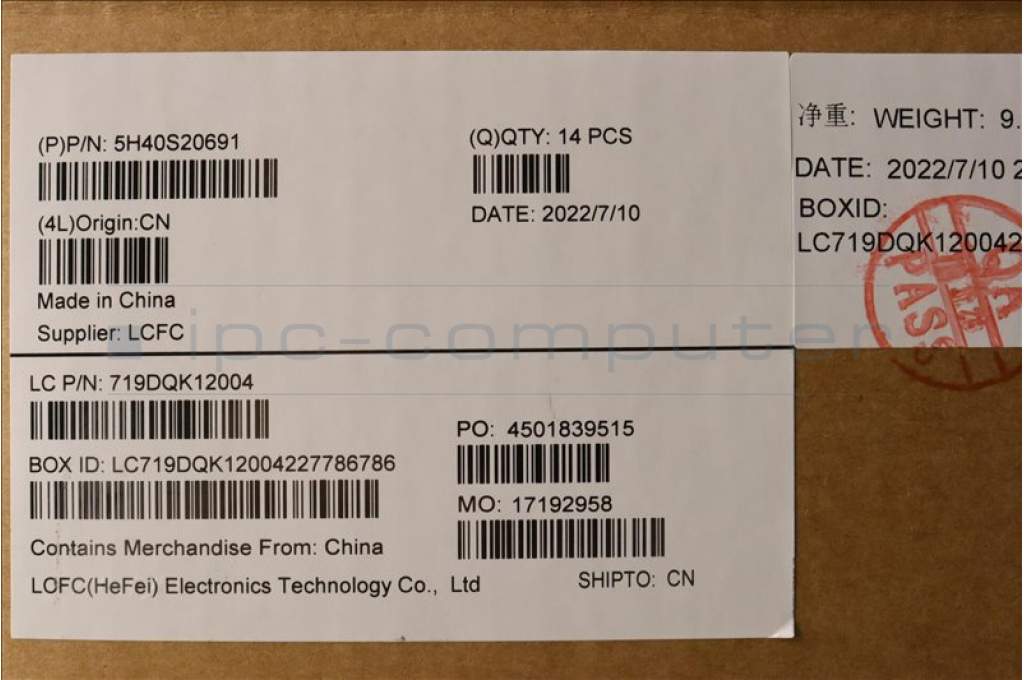 (P)P/N: 5H40S20691
(Q)QTY: 14 PCS
(4L)Origin:CN
DATE: 2022/7/10
Made in China
Supplier: LCFC
净重: WEIGHT: 9.
DATE: 2022/7/10 2
BOXID:
LC719DQK120042
QA
PASS
ipc-computer
LC P/N: 719DQK12004
PO: 4501839515
BOX ID: LC719DQK12004227786786
MO: 17192958
Contains Merchandise From: China
LOFC(HeFei) Electronics Technology Co., Ltd
SHIPTO: CN